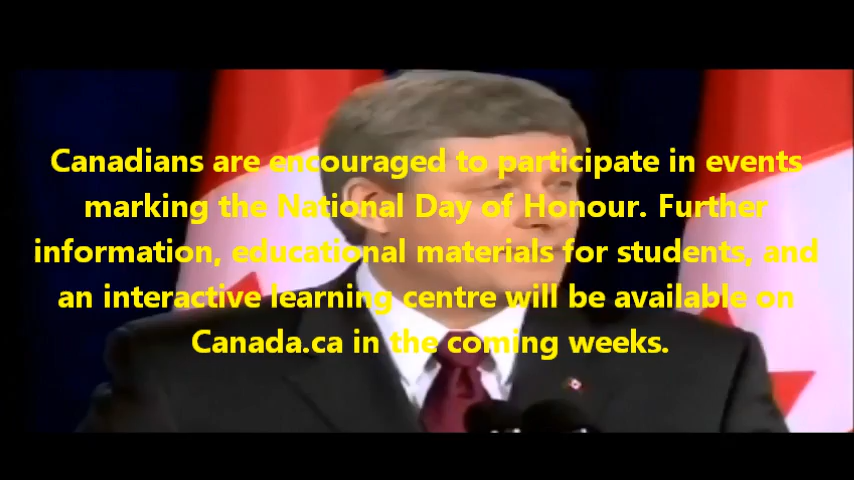 Canadians are encouraged to participate in events
marking the National Day of Honour. Further
information, educational materials for students, and
an interactive learning centre will be available on
Canada.ca in the coming weeks.